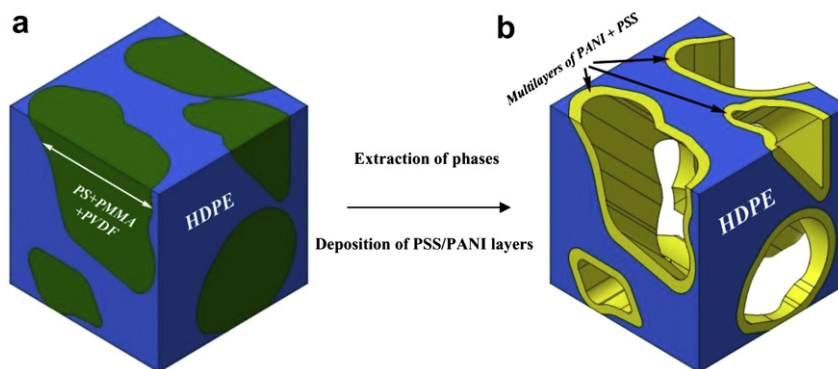 a
b
Multilayers of PANI + PSS
PS+PMMA
+PVDF
HDPE
Extraction of phases
Deposition of PSS/PANI layers
HDPE